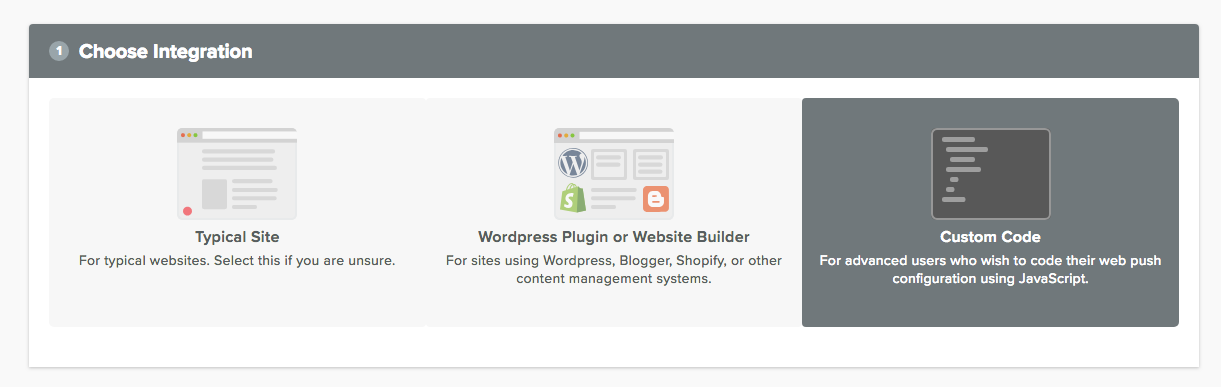 1 Choose Integration
Typical Site
For typical websites. Select this if you are unsure.
Wordpress Plugin or Website Builder
For sites using Wordpress, Blogger, Shopify, or other
content management systems.
Custom Code
For advanced users who wish to code their web push
configuration using JavaScript.